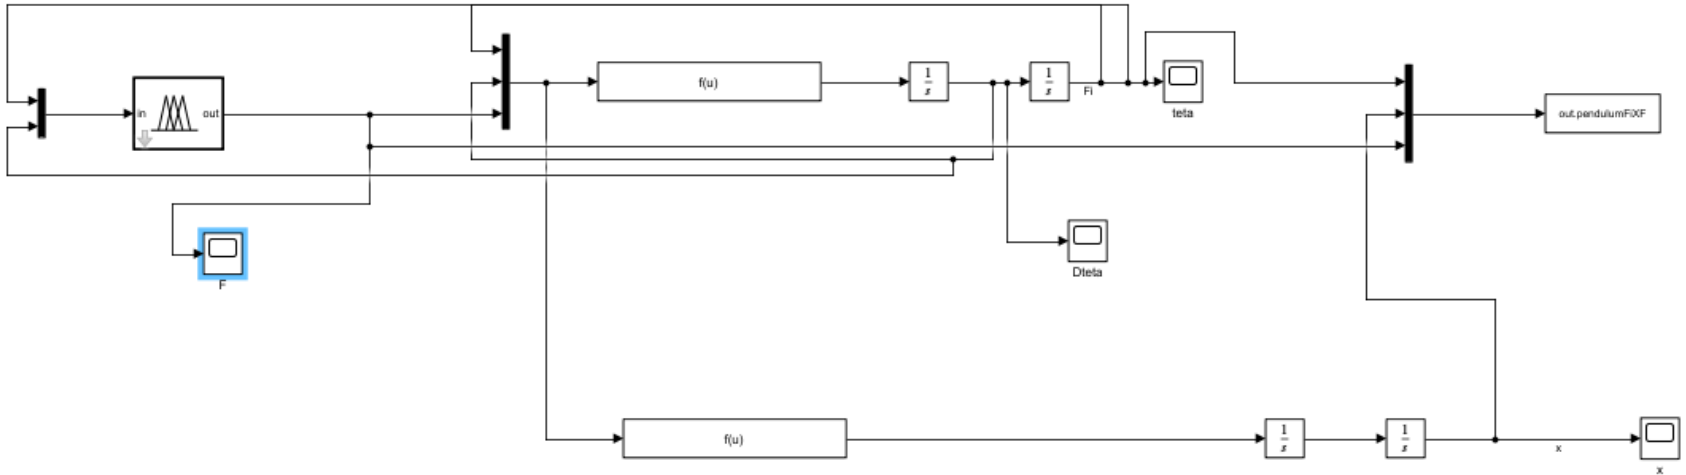 f(u)
1
s
1
s
Fi
teta
in
out
out.pendulumFiXF
F
Dteta
f(u)
1
s
1
s
x
x